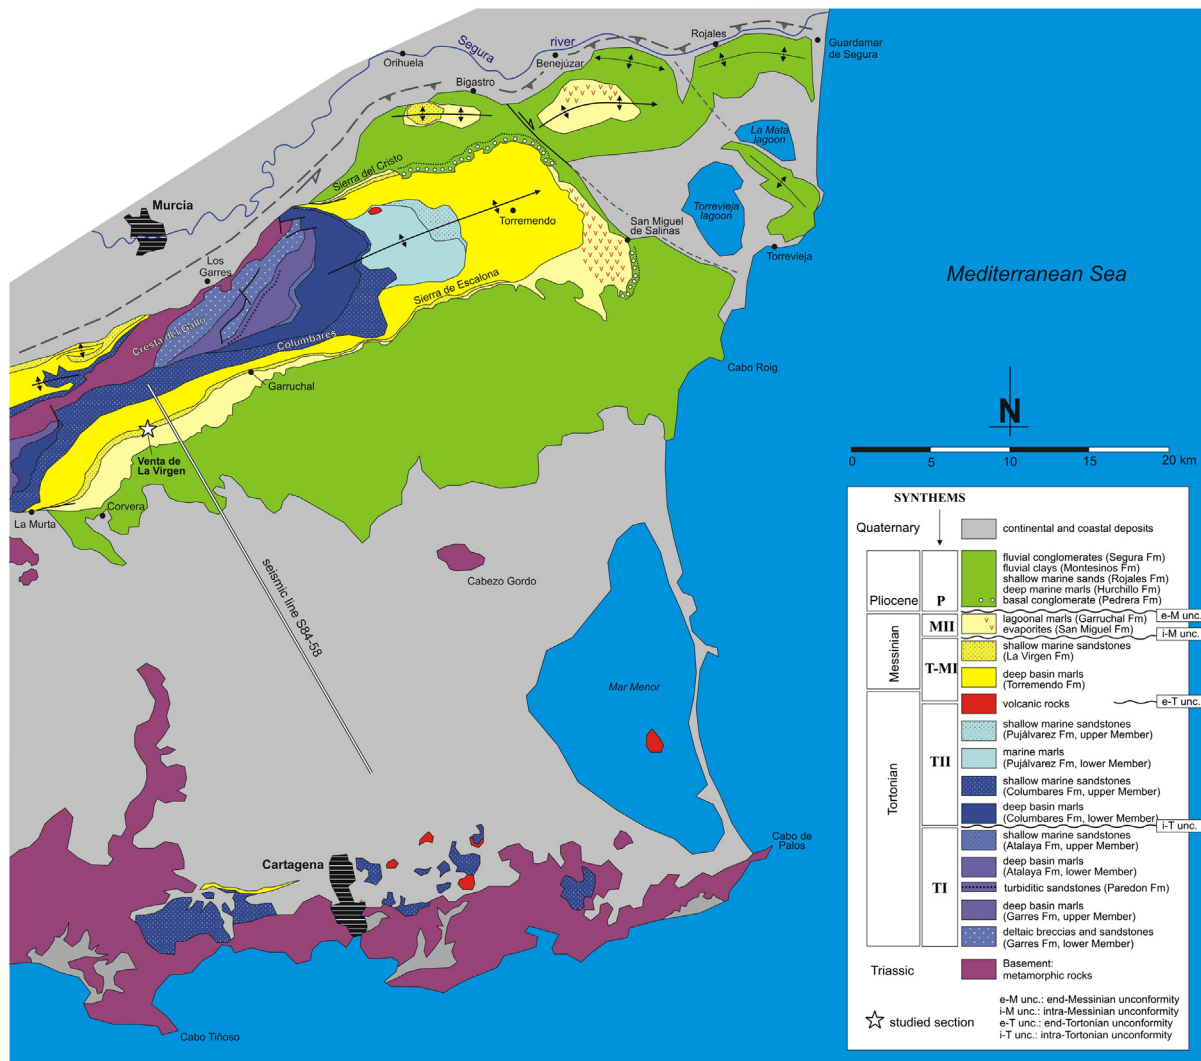 Segura
river
Rojales
Guardamar
de Segura
Orihuela
Benejúzar
Bigastro
La Mata
lagoon
Sierra del Cristo
Murcia
Torrevieja
lagoon
Torremendo
San Miguel
de Salinas
Torrevieja
Los
Garres
Mediterranean Sea
Sierra de Escalona
Cresta del Gallo
Columbares
Cabo Roig
Garruchal
N
Venta de
La Virgen
0 5 10 15 20 km
La Murta
Corvera
seismic line S84-58
Cabezo Gordo
Mar Menor
Cabo de
Palos
Cartagena
Cabo Tiñoso
SYNTHEMS
Quaternary
continental and coastal deposits
Pliocene
P
fluvial conglomerates (Segura Fm)
fluvial clays (Montesinos Fm)
shallow marine sands (Rojales Fm)
deep marine marls (Hurchillo Fm)
basal conglomerate (Pedrera Fm)
e-M unc.
Messinian
MII
lagoonal marls (Garruchal Fm)
evaporites (San Miguel Fm)
i-M unc.
T-MI
shallow marine sandstones
(La Virgen Fm)
deep basin marls
(Torremendo Fm)
volcanic rocks
e-T unc.
Tortonian
TII
shallow marine sandstones
(Pujálvarez Fm, upper Member)
marine marls
(Pujálvarez Fm, lower Member)
shallow marine sandstones
(Columbares Fm, upper Member)
deep basin marls
(Columbares Fm, lower Member)
i-T unc.
TI
shallow marine sandstones
(Atalaya Fm, upper Member)
deep basin marls
(Atalaya Fm, lower Member)
turbiditic sandstones (Paredon Fm)
deep basin marls
(Garres Fm, upper Member)
deltaic breccias and sandstones
(Garres Fm, lower Member)
Triassic
Basement:
metamorphic rocks
studied section
e-M unc.: end-Messinian unconformity
i-M unc.: intra-Messinian unconformity
e-T unc.: end-Tortonian unconformity
i-T unc.: intra-Tortonian unconformity